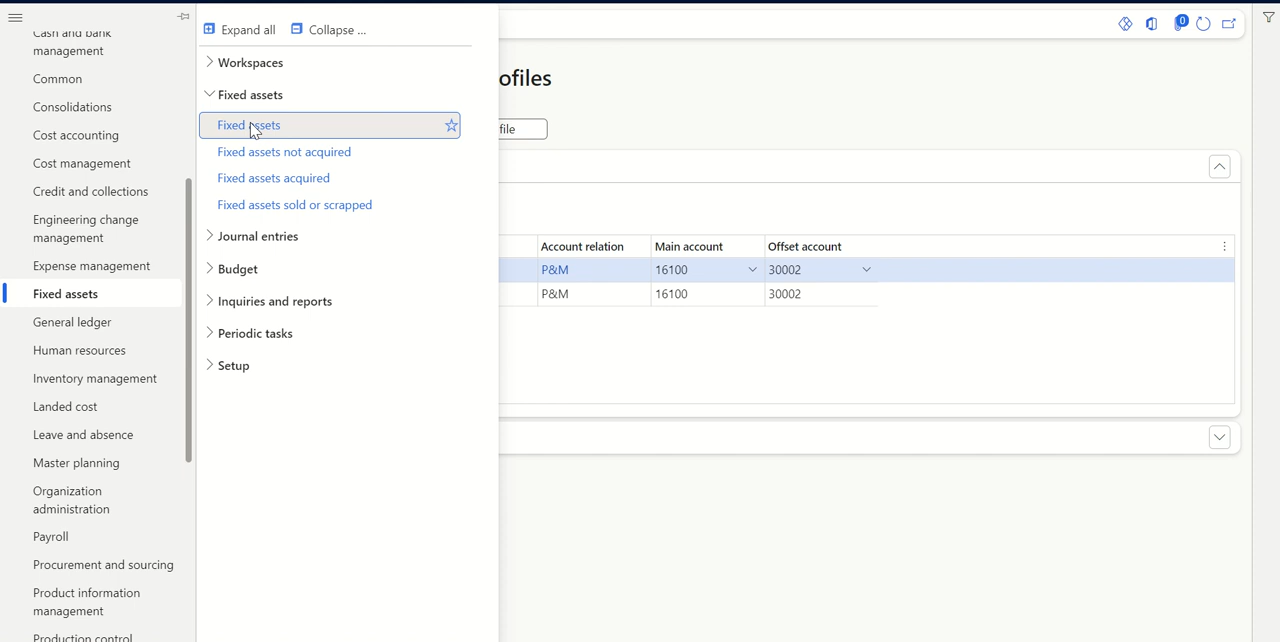 Cash and bank
management
Common
Consolidations
Cost accounting
Cost management
Credit and collections
Engineering change
management
Expense management
Fixed assets
General ledger
Human resources
Inventory management
Landed cost
Leave and absence
Master planning
Organization
administration
Payroll
Procurement and sourcing
Product information
management
Production control
Expand all
Collapse ...
Workspaces
Fixed assets
Fixed assets
Fixed assets not acquired
Fixed assets acquired
Fixed assets sold or scrapped
Journal entries
Budget
Inquiries and reports
Periodic tasks
Setup
0
ofiles
file
Account relation Main account Offset account
P&M 16100 30002
P&M 16100 30002